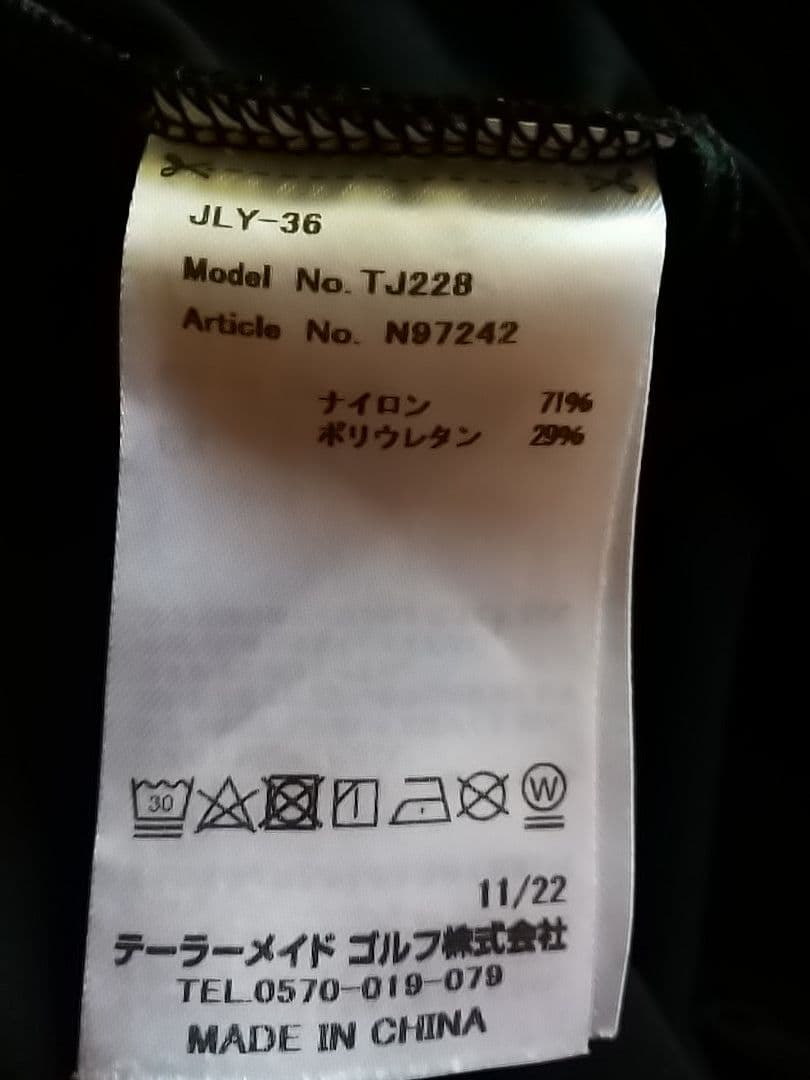 JLY-36
Model No. TJ228
Article No. N97242
ナイロン 71%
ポリウレタン 29%
30 W
11/22
テーラーメイド ゴルフ株式会社
TEL.0570-019-079
MADE IN CHINA